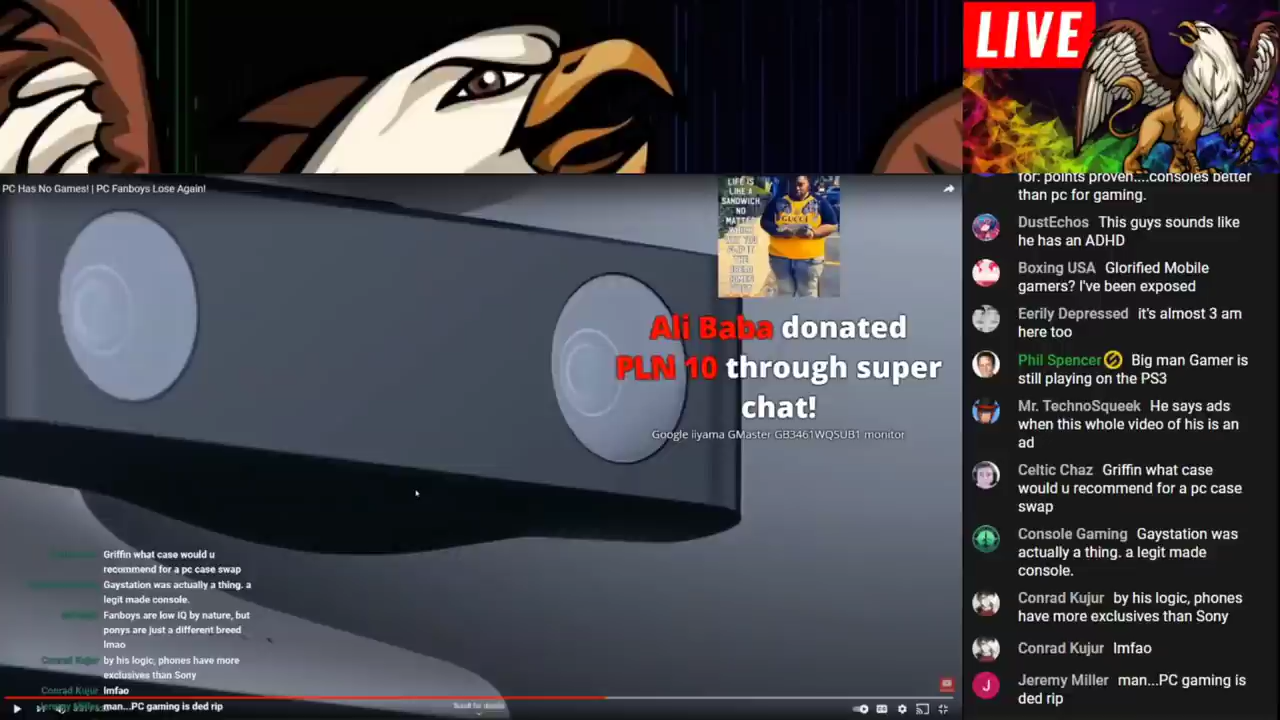 LIVE
PC Has No Games! | PC Fanboys Lose Again!
LIFE IS
LIKE A
SANDWICH
NO
GUCCI
Ali Baba donated
PLN 10 through super
chat!
Google iiyama GMaster GB3461WQSUB1 monitor
Griffin what case would u
recommend for a pc case swap
Gaystation was actually a thing. a
legit made console.
Fanboys are low IQ by nature, but
ponys are just a different breed
lmao
Conrad Kujur by his logic, phones have more
exclusives than Sony
Conrad Kujur lmfao
Jeremy Miller man...PC gaming is ded rip
Scroll for details
for: points proven....consoles better
than pc for gaming.
DustEchos This guys sounds like
he has an ADHD
Boxing USA Glorified Mobile
gamers? I've been exposed
Eerily Depressed it's almost 3 am
here too
Phil Spencer Big man Gamer is
still playing on the PS3
Mr. TechnoSqueek He says ads
when this whole video of his is an
ad
Celtic Chaz Griffin what case
would u recommend for a pc case
swap
Console Gaming Gaystation was
actually a thing. a legit made
console.
Conrad Kujur by his logic, phones
have more exclusives than Sony
Conrad Kujur lmfao
J Jeremy Miller man...PC gaming is
ded rip